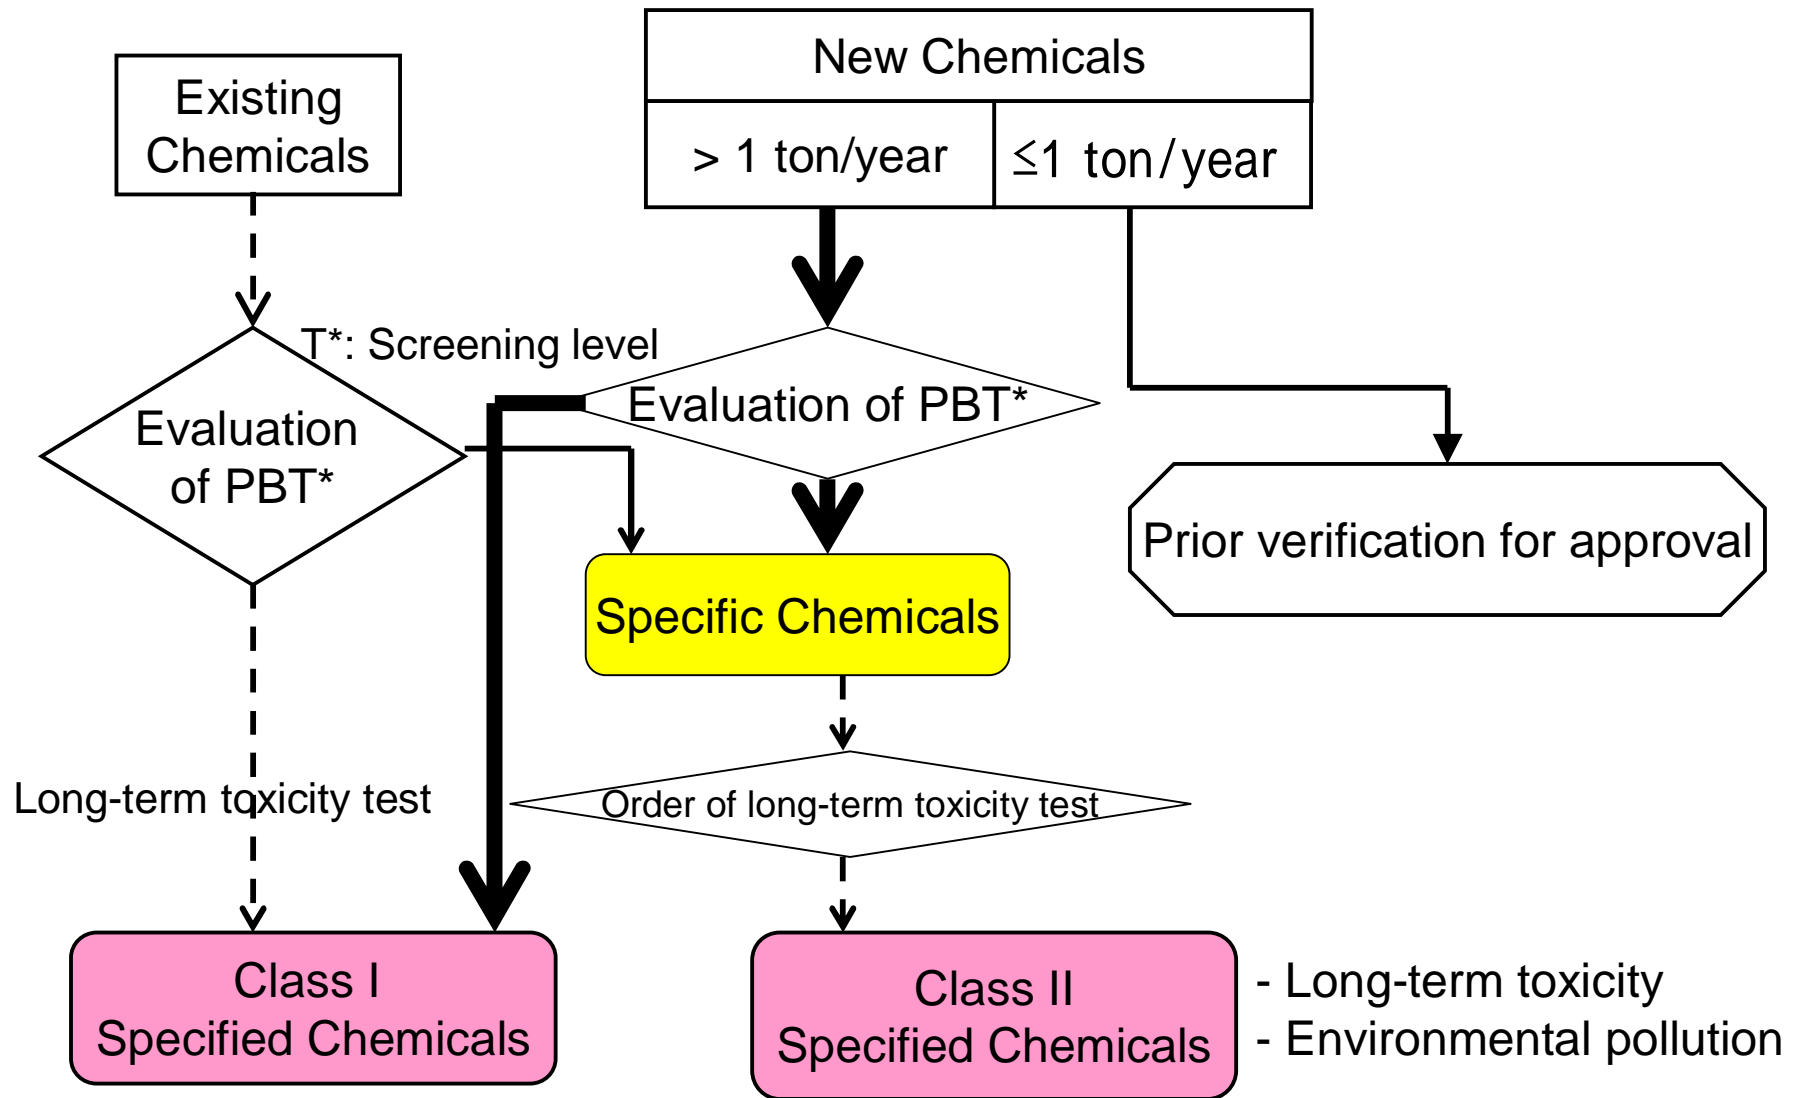 New Chemicals
Existing
Chemicals
> 1 ton/year
≤1 ton/year
T*: Screening level
Evaluation of PBT*
Evaluation
of PBT*
Prior verification for approval
Specific Chemicals
Long-term toxicity test
Order of long-term toxicity test
Class I
Specified Chemicals
Class II
Specified Chemicals
- Long-term toxicity
- Environmental pollution